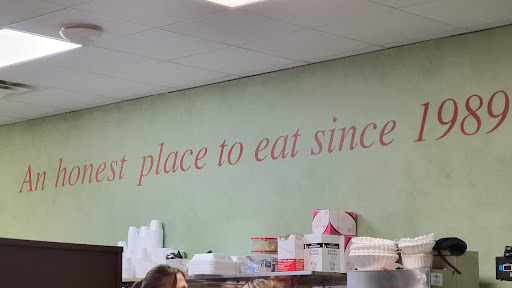 An honest place to eat since 1989